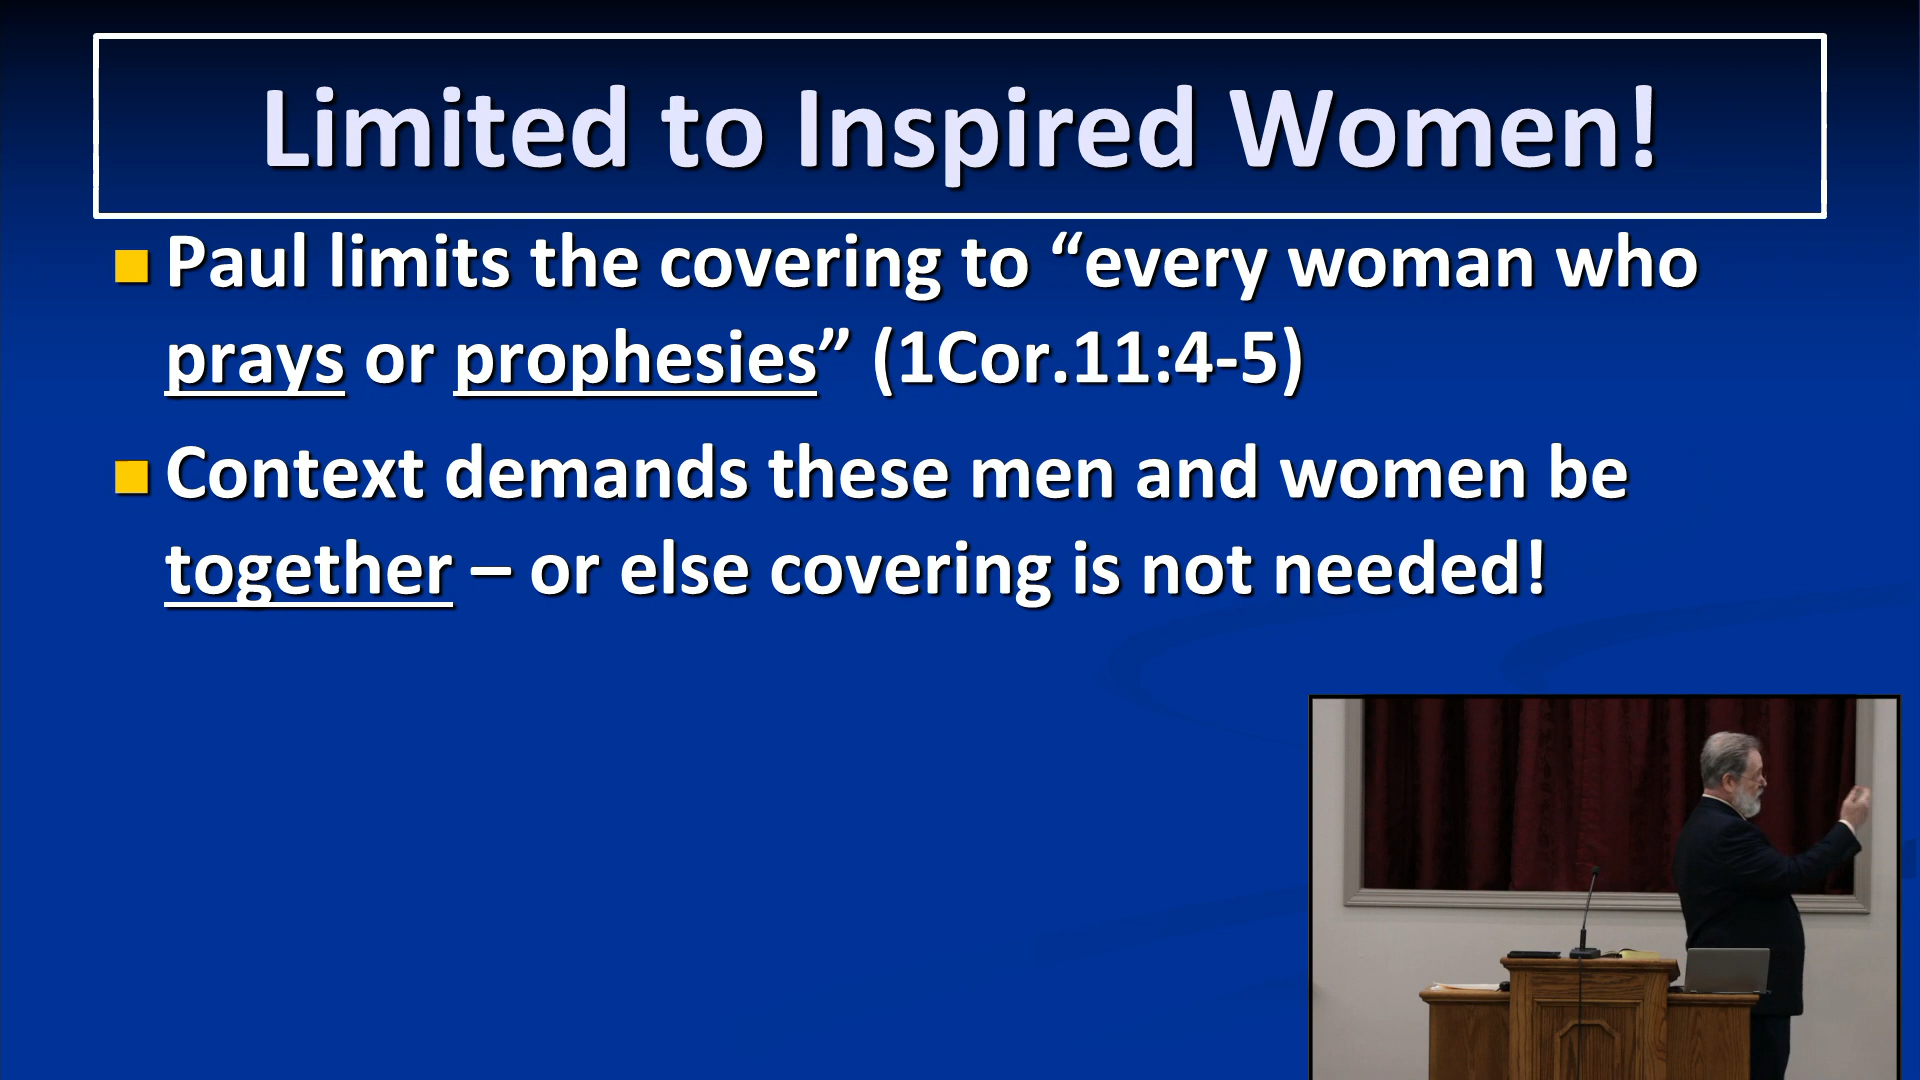 Limited to Inspired Women!
Paul limits the covering to “every woman who
prays or prophesies” (1Cor.11:4-5)
Context demands these men and women be
together – or else covering is not needed!